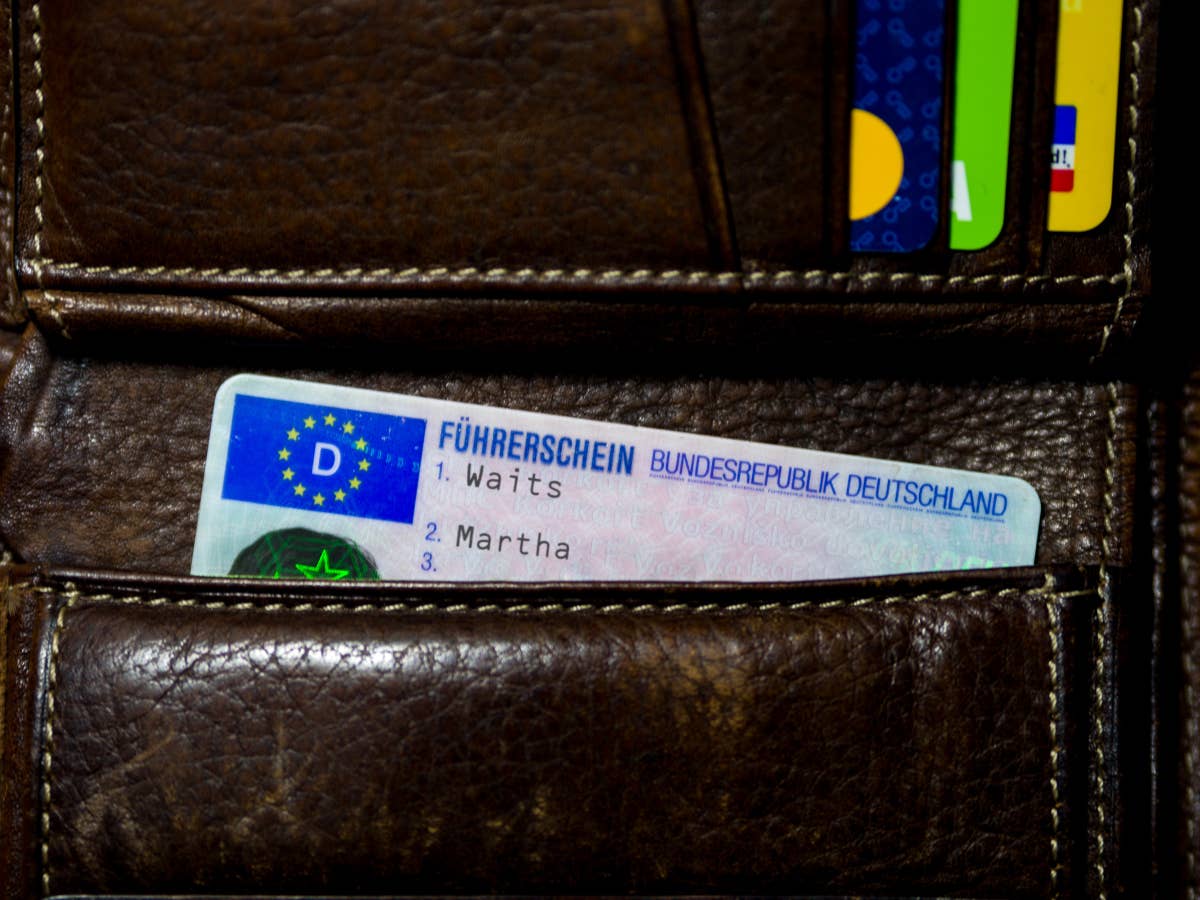 A
D
FÜHRERSCHEIN BUNDESREPUBLIK DEUTSCHLAND
1. Waits
2. Martha
3.